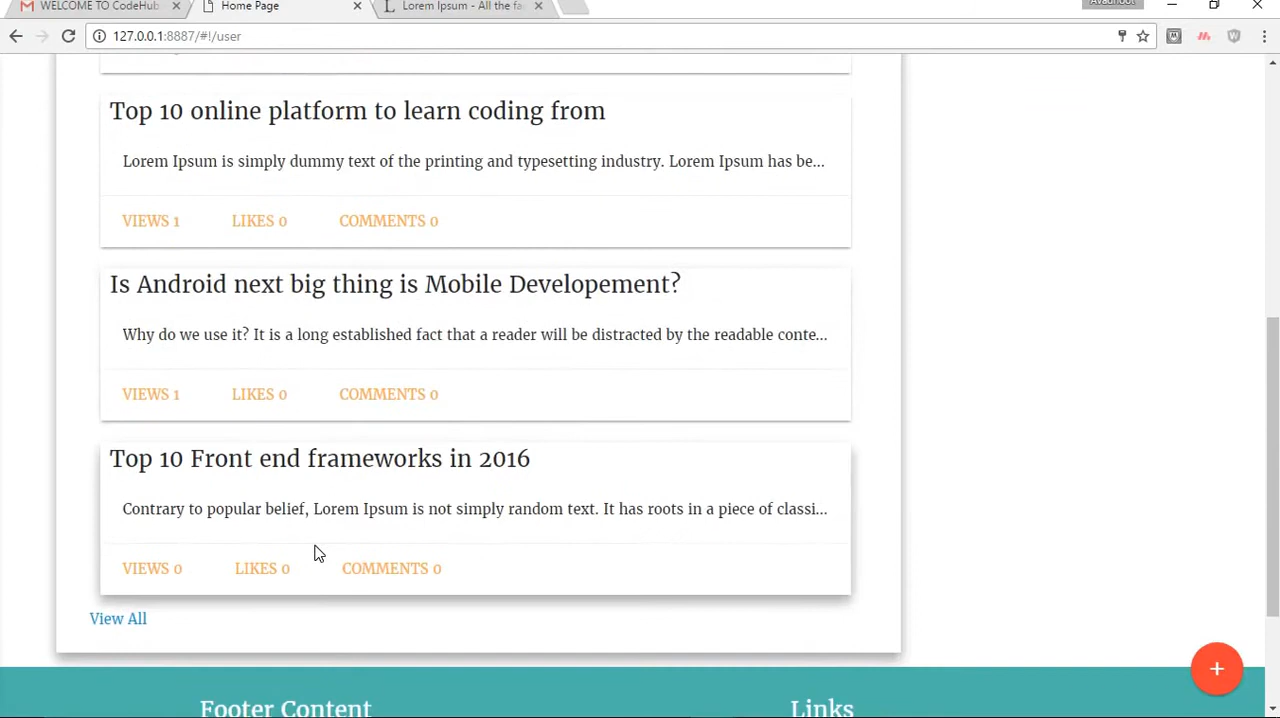 WELCOME TO CodeHub
Home Page
Lorem Ipsum - All the fa
Avadhoot
127.0.0.1:8887/#!/user
Top 10 online platform to learn coding from
Lorem Ipsum is simply dummy text of the printing and typesetting industry. Lorem Ipsum has be...
VIEWS 1 LIKES 0 COMMENTS 0
Is Android next big thing is Mobile Developement?
Why do we use it? It is a long established fact that a reader will be distracted by the readable conte...
VIEWS 1 LIKES 0 COMMENTS 0
Top 10 Front end frameworks in 2016
Contrary to popular belief, Lorem Ipsum is not simply random text. It has roots in a piece of classi...
VIEWS 0 LIKES 0 COMMENTS 0
View All
+
Footer Content
Links